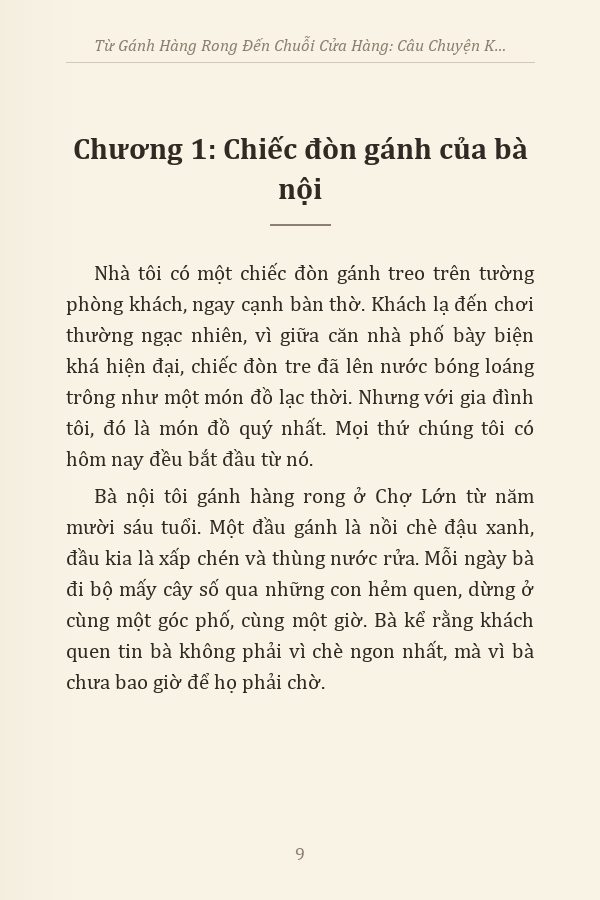 Từ Gánh Hàng Rong Đến Chuỗi Cửa Hàng: Câu Chuyện K...
Chương 1: Chiếc đòn gánh của bà
nội
Nhà tôi có một chiếc đòn gánh treo trên tường
phòng khách, ngay cạnh bàn thờ. Khách lạ đến chơi
thường ngạc nhiên, vì giữa căn nhà phố bày biện
khá hiện đại, chiếc đòn tre đã lên nước bóng loáng
trông như một món đồ lạc thời. Nhưng với gia đình
tôi, đó là món đồ quý nhất. Mọi thứ chúng tôi có
hôm nay đều bắt đầu từ nó.
Bà nội tôi gánh hàng rong ở Chợ Lớn từ năm
mười sáu tuổi. Một đầu gánh là nồi chè đậu xanh,
đầu kia là xấp chén và thùng nước rửa. Mỗi ngày bà
đi bộ mấy cây số qua những con hẻm quen, dừng ở
cùng một góc phố, cùng một giờ. Bà kể rằng khách
quen tin bà không phải vì chè ngon nhất, mà vì bà
chưa bao giờ để họ phải chờ.
9